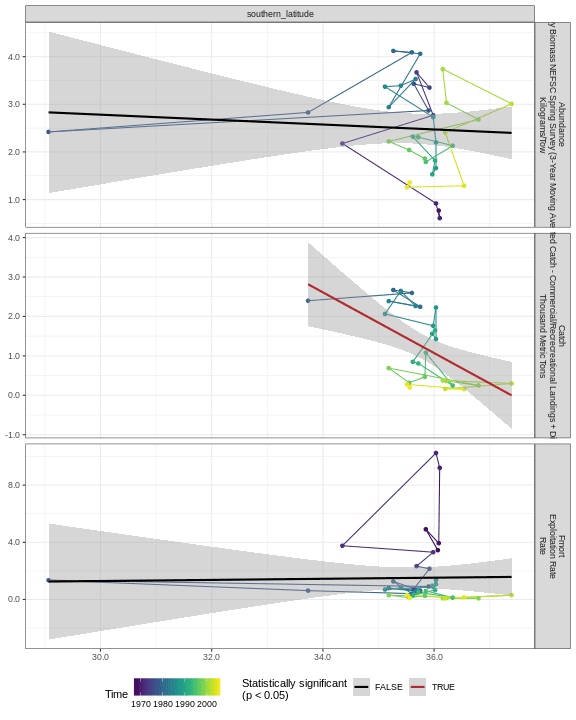 southern_latitude
4.0
3.0
2.0
1.0
Abundance
Biomass NEFSC Spring Survey (3-Year Moving
Kilograms/Tow
4.0
3.0
2.0
1.0
0.0
-1.0
Catch
Catch - Commercial/Recreational Landings +
Thousand Metric Tons
8.0
4.0
0.0
Fmort
Exploitation Rate
Rate
30.0 32.0 34.0 36.0
Time
1970 1980 1990 2000
Statistically significant
(p < 0.05)
FALSE TRUE